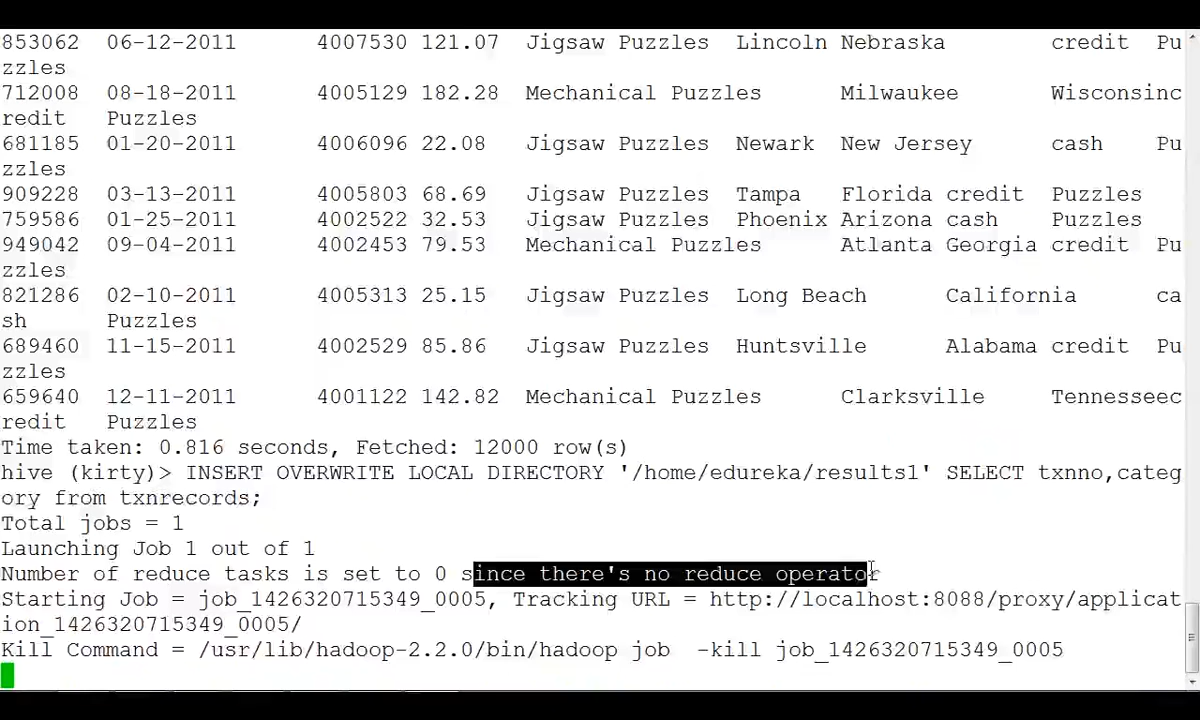 853062  06-12-2011      4007530 121.07  Jigsaw Puzzles  Lincoln Nebraska        credit  Pu
zzles
712008  08-18-2011      4005129 182.28  Mechanical Puzzles      Milwaukee       Wisconsinc
redit   Puzzles
681185  01-20-2011      4006096 22.08   Jigsaw Puzzles  Newark  New Jersey      cash    Pu
zzles
909228  03-13-2011      4005803 68.69   Jigsaw Puzzles  Tampa   Florida credit  Puzzles
759586  01-25-2011      4002522 32.53   Jigsaw Puzzles  Phoenix Arizona cash    Puzzles
949042  09-04-2011      4002453 79.53   Mechanical Puzzles      Atlanta Georgia credit  Pu
zzles
821286  02-10-2011      4005313 25.15   Jigsaw Puzzles  Long Beach      California      ca
sh      Puzzles
689460  11-15-2011      4002529 85.86   Jigsaw Puzzles  Huntsville      Alabama credit  Pu
zzles
659640  12-11-2011      4001122 142.82  Mechanical Puzzles      Clarksville     Tennesseec
redit   Puzzles
Time taken: 0.816 seconds, Fetched: 12000 row(s)
hive (kirty)> INSERT OVERWRITE LOCAL DIRECTORY '/home/edureka/results1' SELECT txnno,categ
ory from txnrecords;
Total jobs = 1
Launching Job 1 out of 1
Number of reduce tasks is set to 0 since there's no reduce operator
Starting Job = job_1426320715349_0005, Tracking URL = http://localhost:8088/proxy/applicat
ion_1426320715349_0005/
Kill Command = /usr/lib/hadoop-2.2.0/bin/hadoop job  -kill job_1426320715349_0005